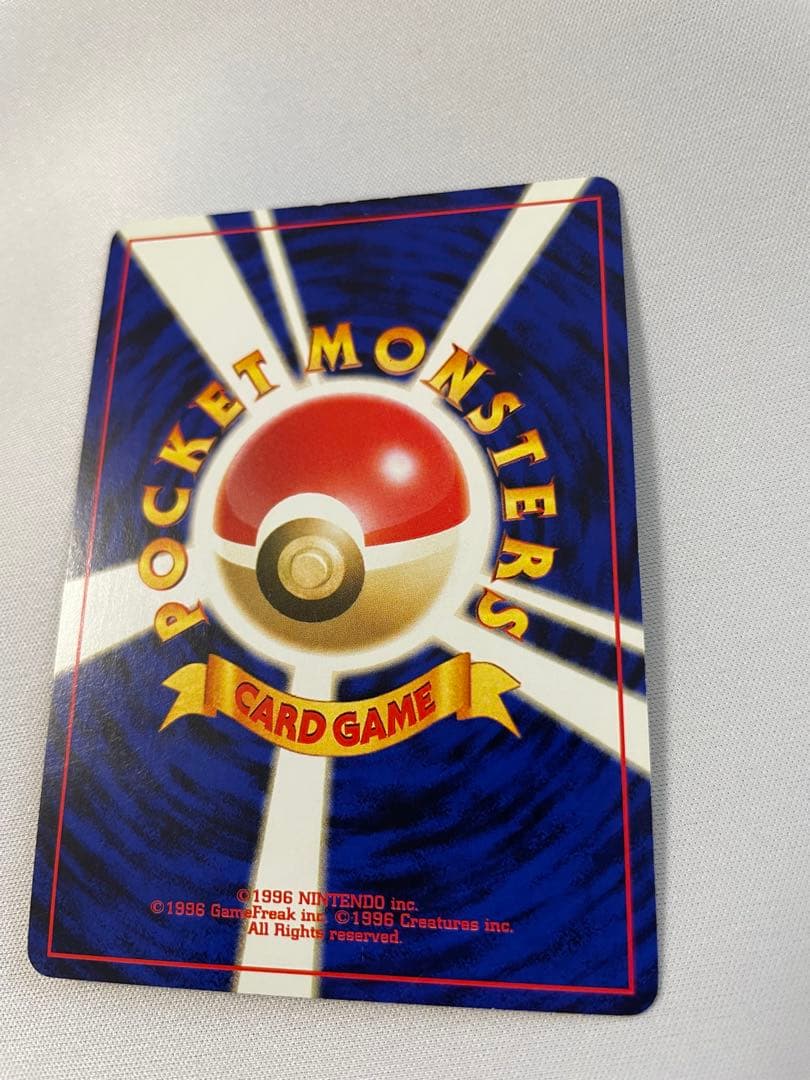 POCKET MONSTERS
CARD GAME
©1996 NINTENDO inc.
©1996 GameFreak inc. ©1996 Creatures inc.
All Rights reserved.